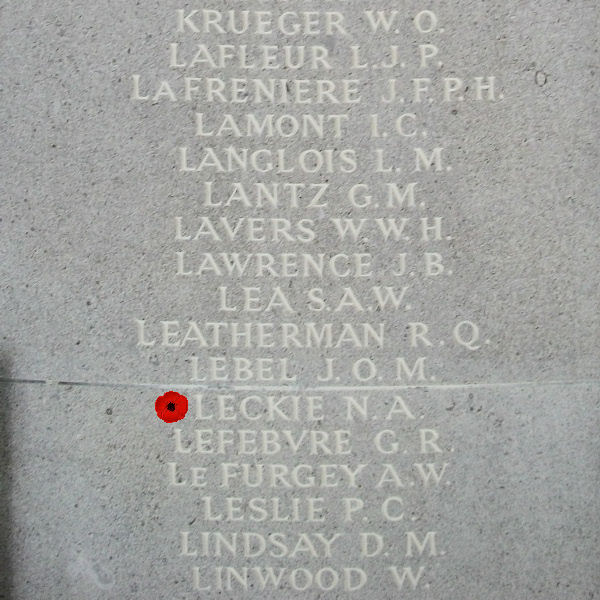 KRUEGER W. O.
LAFLEUR L. J. P.
LAFRENIERE J. F. P. H.
LAMONT I. C.
LANGLOIS L. M.
LANTZ G. M.
LAVERS W. W. H.
LAWRENCE J. B.
LEA S. A. W.
LEATHERMAN R. Q.
LEBEL J. O. M.
LECKIE N. A.
LEFEBVRE G. R.
LE FURGEY A. W.
LESLIE P. C.
LINDSAY D. M.
LINWOOD W.